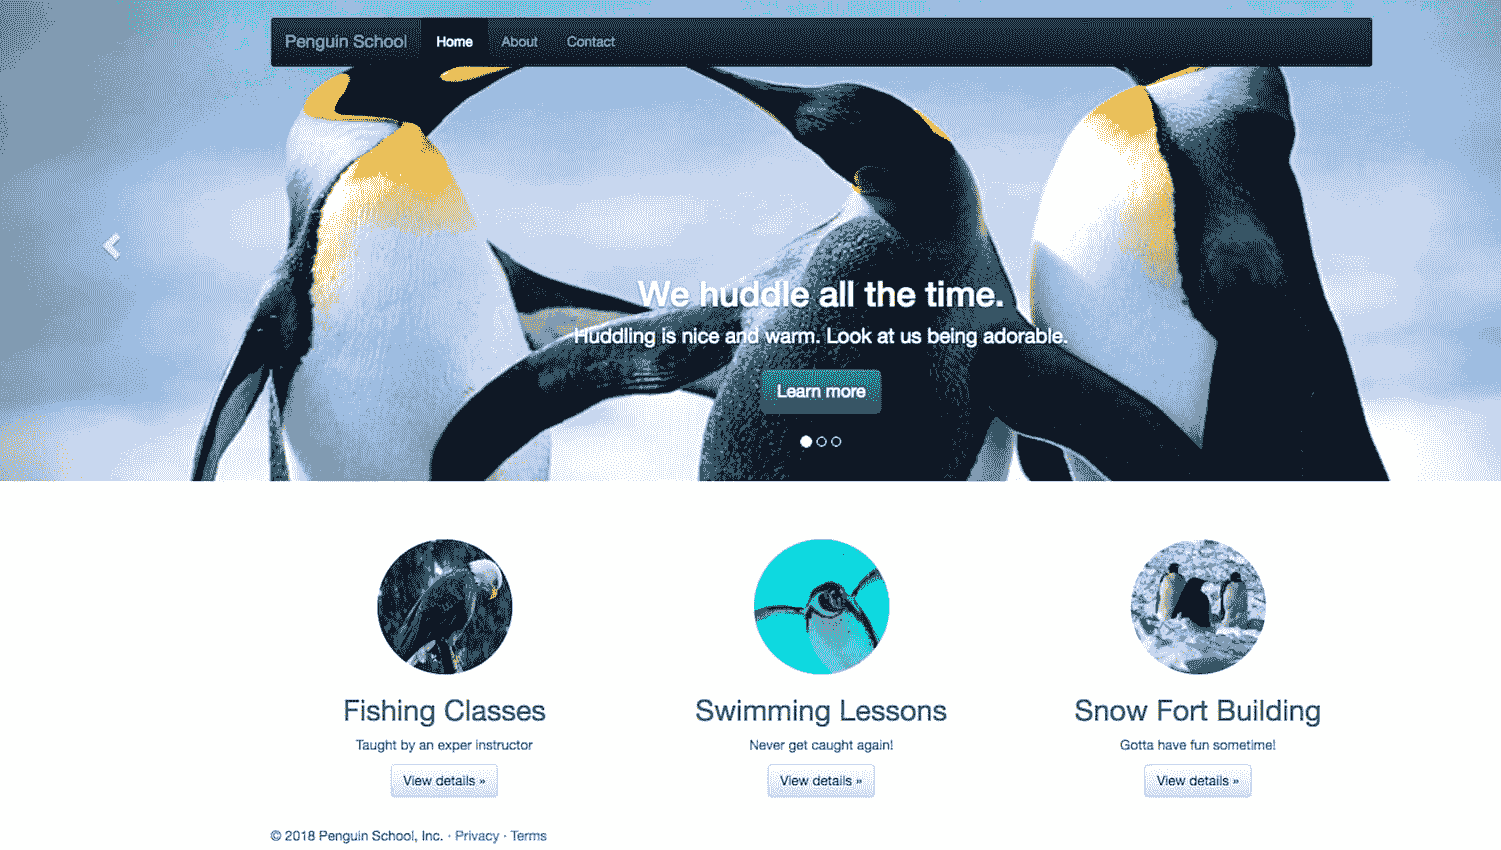 Penguin School Home About Contact
We huddle all the time.
Huddling is nice and warm. Look at us being adorable.
Learn more
Fishing Classes
Taught by an exper instructor
View details »
Swimming Lessons
Never get caught again!
View details »
Snow Fort Building
Gotta have fun sometime!
View details »
© 2018 Penguin School, Inc. · Privacy · Terms